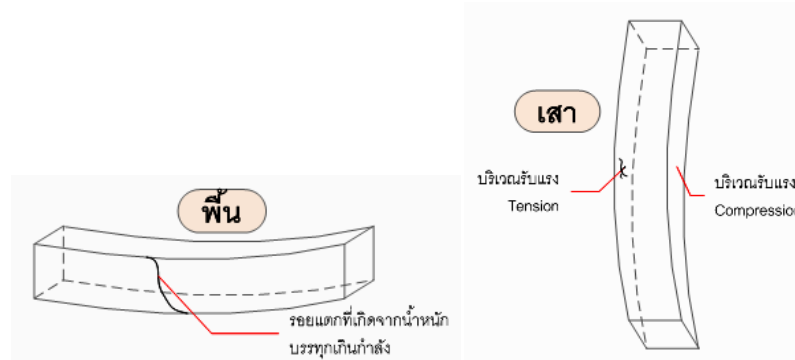 พื้น
รอยแตกที่เกิดจากน้ำหนัก
บรรทุกเกินกำลัง
เสา
บริเวณรับแรง
Tension
บริเวณรับแรง
Compressio